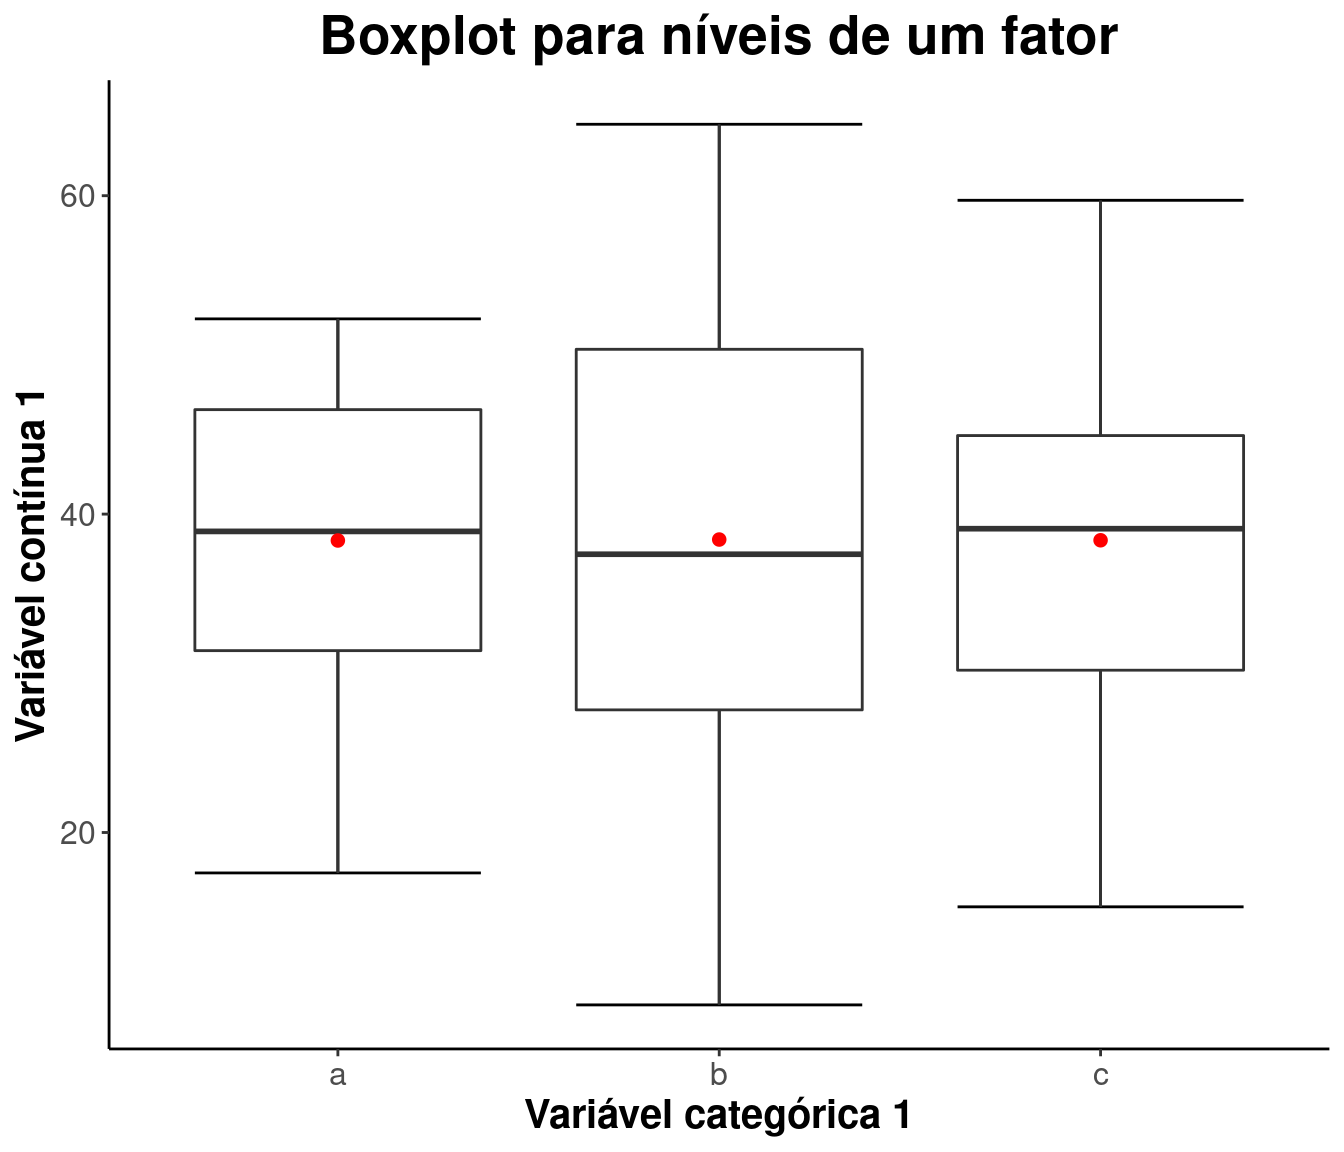 Boxplot para níveis de um fator
Variável contínua 1
60
40
20
a
b
c
Variável categórica 1